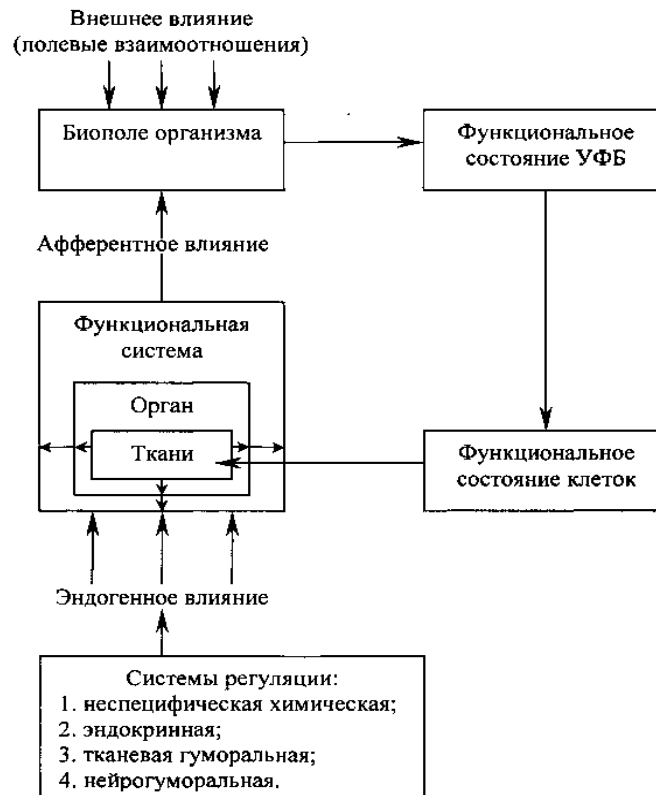 Внешнее влияние
(полевые взаимоотношения)
Биополе организма
Функциональное
состояние УФБ
Афферентное влияние
Функциональная
система
Орган
Ткани
Функциональное
состояние клеток
Эндогенное влияние
Системы регуляции:
1. неспецифическая химическая;
2. эндокринная;
3. тканевая гуморальная;
4. нейрогуморальная.